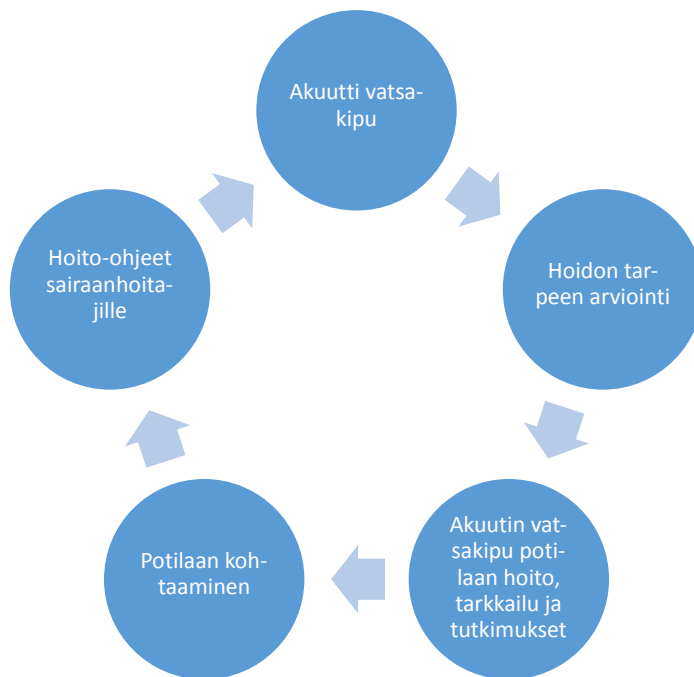 Akuutti vatsa-
kipu
Hoidon tar-
peen arviointi
Akuutin vat-
sakipu poti-
laan hoito,
tarkkailu ja
tutkimukset
Potilaan koh-
taaminen
Hoito-ohjeet
sairaanhoita-
jille